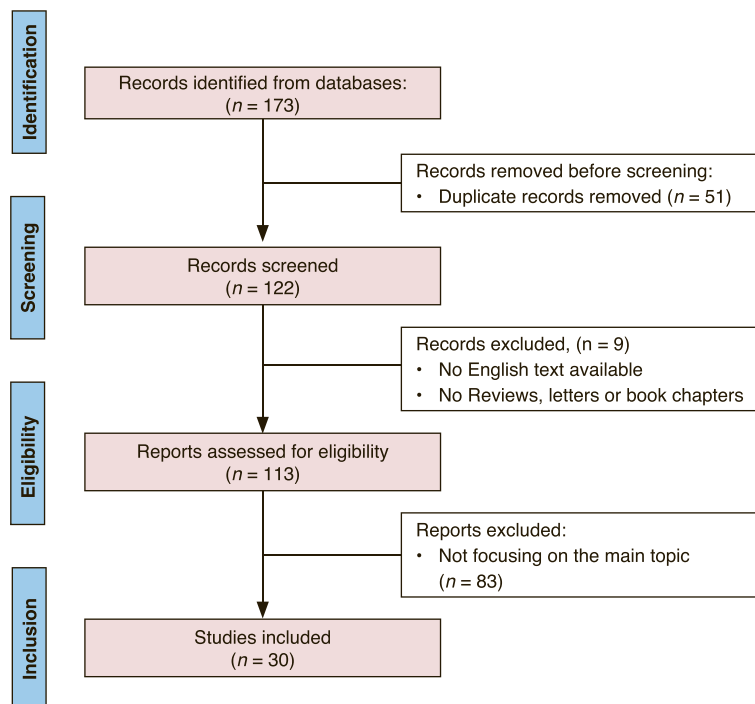 Identification
Records identified from databases:
(n = 173)
Records removed before screening:
• Duplicate records removed (n = 51)
Screening
Records screened
(n = 122)
Records excluded, (n = 9)
• No English text available
• No Reviews, letters or book chapters
Eligibility
Reports assessed for eligibility
(n = 113)
Reports excluded:
• Not focusing on the main topic
(n = 83)
Inclusion
Studies included
(n = 30)